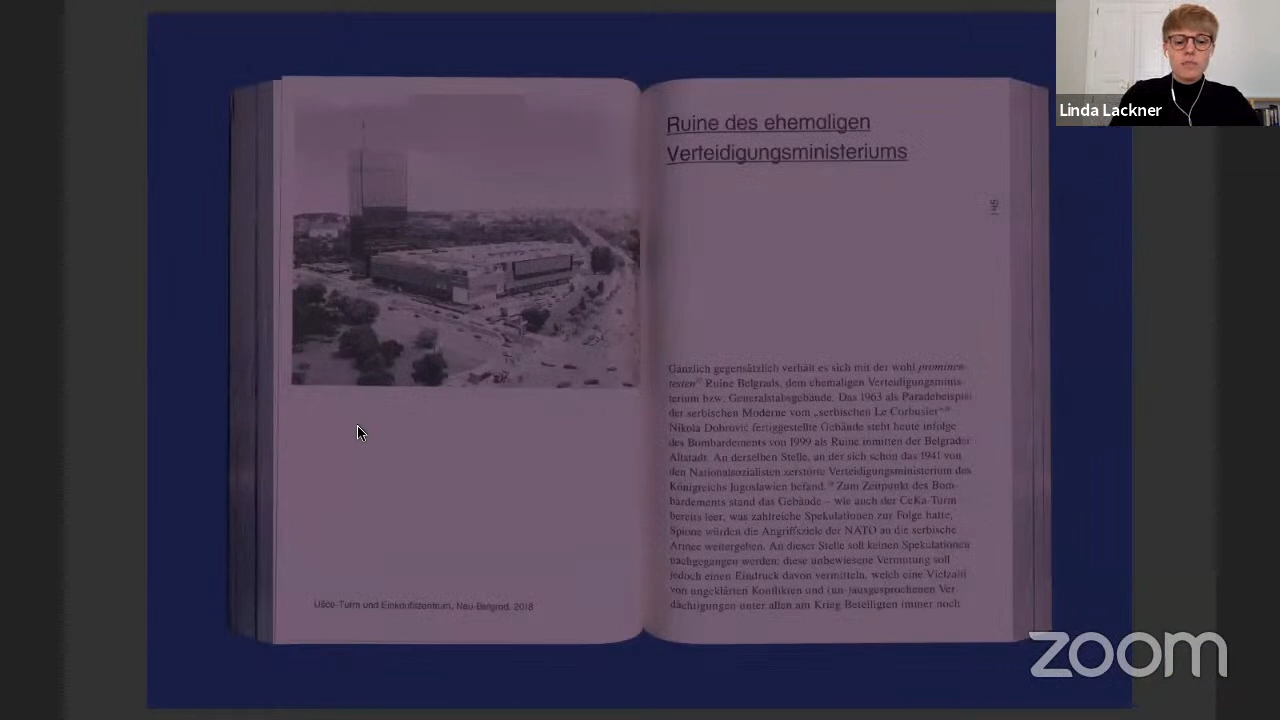 Linda Lackner
Ruine des ehemaligen
Verteidigungsministeriums
145
Gänzlich gegensätzlich verhält es sich mit der wohl prominen-
testen Ruine Belgrads, dem ehemaligen Verteidigungsminis-
terium bzw. Generalstabsgebäude. Das 1963 als Paradebeispiel
der serbischen Moderne vom „serbischen Le Corbusier“
Nikola Dobrović fertiggestellte Gebäude steht heute infolge
des Bombardements von 1999 als Ruine inmitten der Belgrader
Altstadt. An derselben Stelle, an der sich schon das 1941 von
den Nationalsozialisten zerstörte Verteidigungsministerium des
Königreichs Jugoslawien befand. Zum Zeitpunkt des Bom-
bardements stand das Gebäude – wie auch der CeKa-Turm
bereits leer, was zahlreiche Spekulationen zur Folge hatte,
Spione würden die Angriffsziele der NATO an die serbische
Armee weitergeben. An dieser Stelle soll keinen Spekulationen
nachgegangen werden; diese unbewiesene Vermutung soll
jedoch einen Eindruck davon vermitteln, welch eine Vielzahl
von ungeklärten Konflikten und (un-)ausgesprochenen Ver-
dächtigungen unter allen am Krieg Beteiligten immer noch
Ušće-Turm und Einkaufszentrum, Neu-Belgrad, 2018
zoom